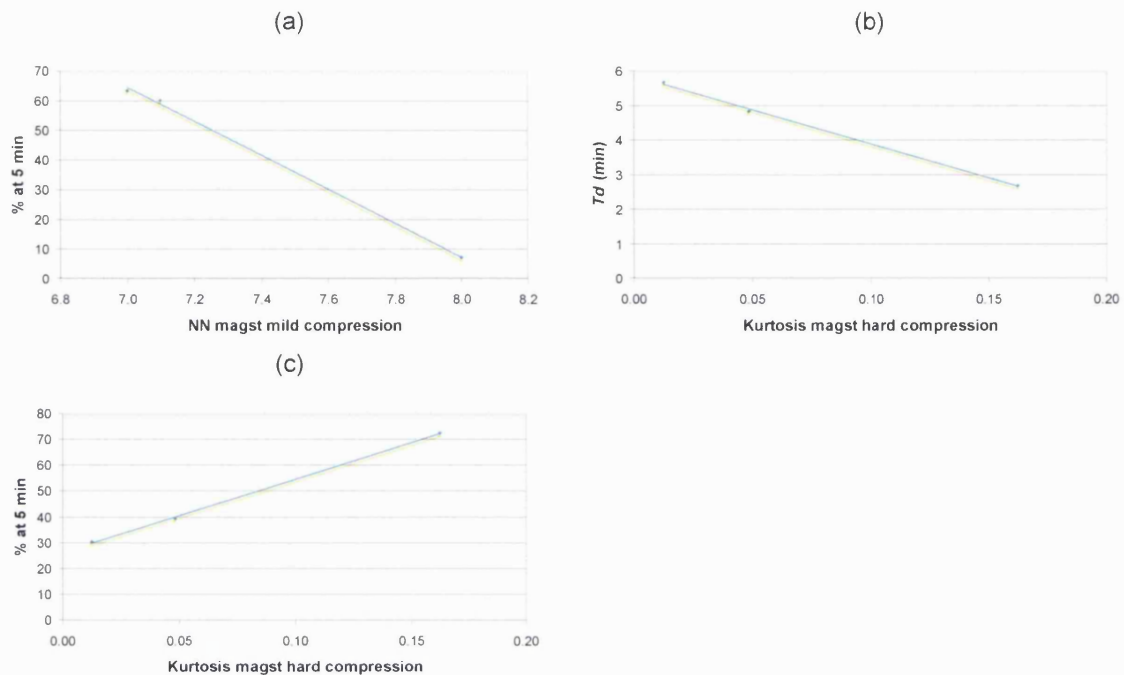 (a)
70
60
50
40
30
20
10
0
% at 5 min
6.8 7.0 7.2 7.4 7.6 7.8 8.0 8.2
NN magst mild compression
(b)
6
5
4
3
2
1
0
Td (min)
0.00 0.05 0.10 0.15 0.20
Kurtosis magst hard compression
(c)
80
70
60
50
40
30
20
10
0
% at 5 min
0.00 0.05 0.10 0.15 0.20
Kurtosis magst hard compression